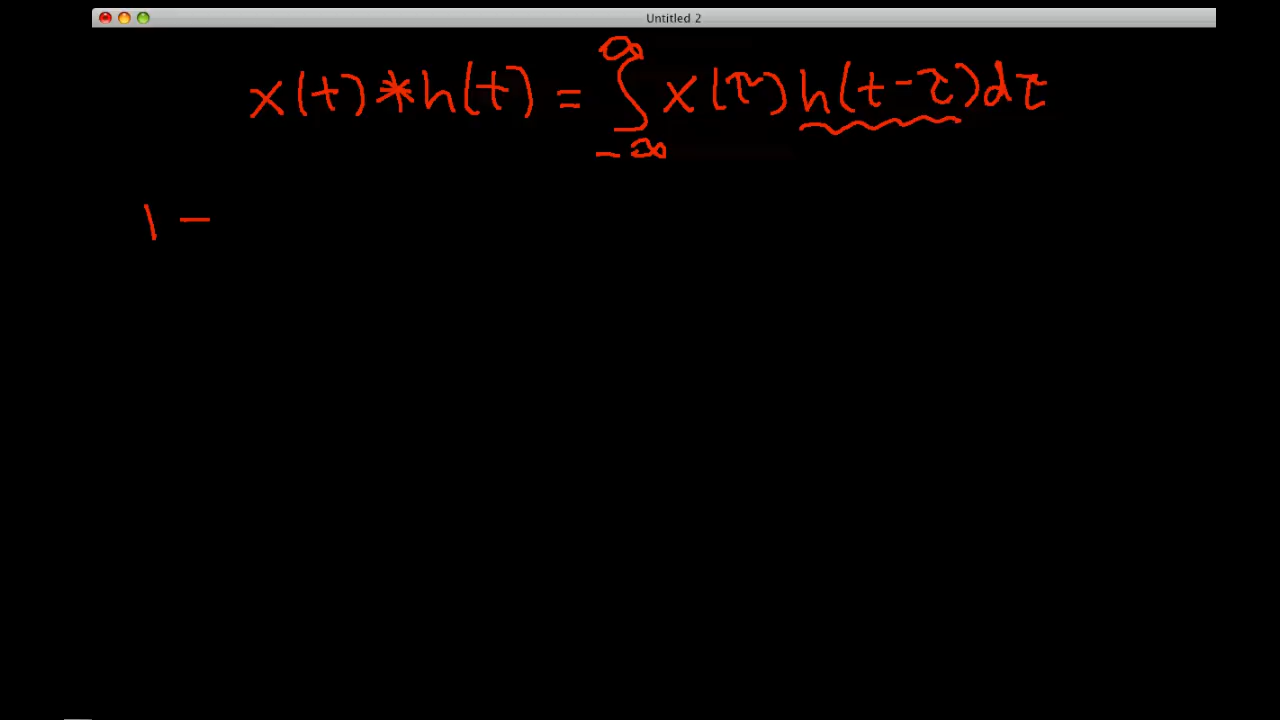 Untitled 2
x(t)*h(t) = ∫_{-∞}^{∞} x(τ)h(t-τ)dτ
1 -